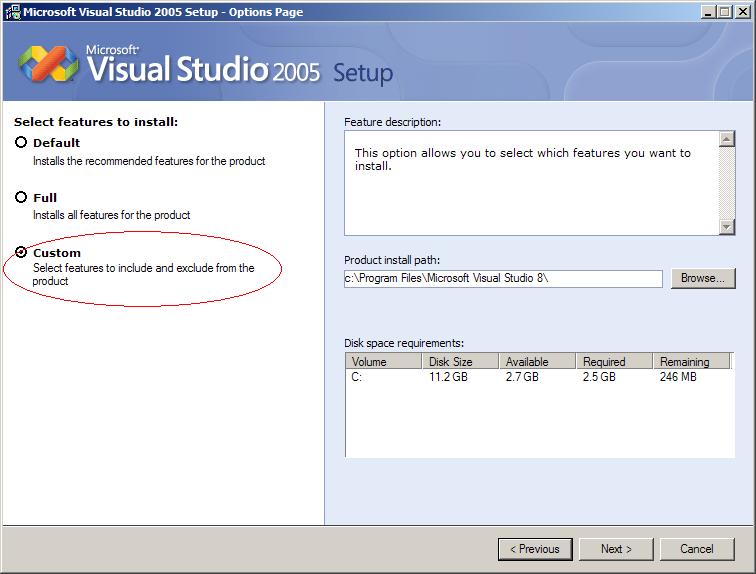 Microsoft Visual Studio 2005 Setup - Options Page
Microsoft®
Visual Studio 2005 Setup
Select features to install:
Default
Installs the recommended features for the product
Full
Installs all features for the product
Custom
Select features to include and exclude from the
product
Feature description:
This option allows you to select which features you want to
install.
Product install path:
c:\Program Files\Microsoft Visual Studio 8\
Browse...
Disk space requirements:
Volume Disk Size Available Required Remaining
C: 11.2 GB 2.7 GB 2.5 GB 246 MB
< Previous Next > Cancel